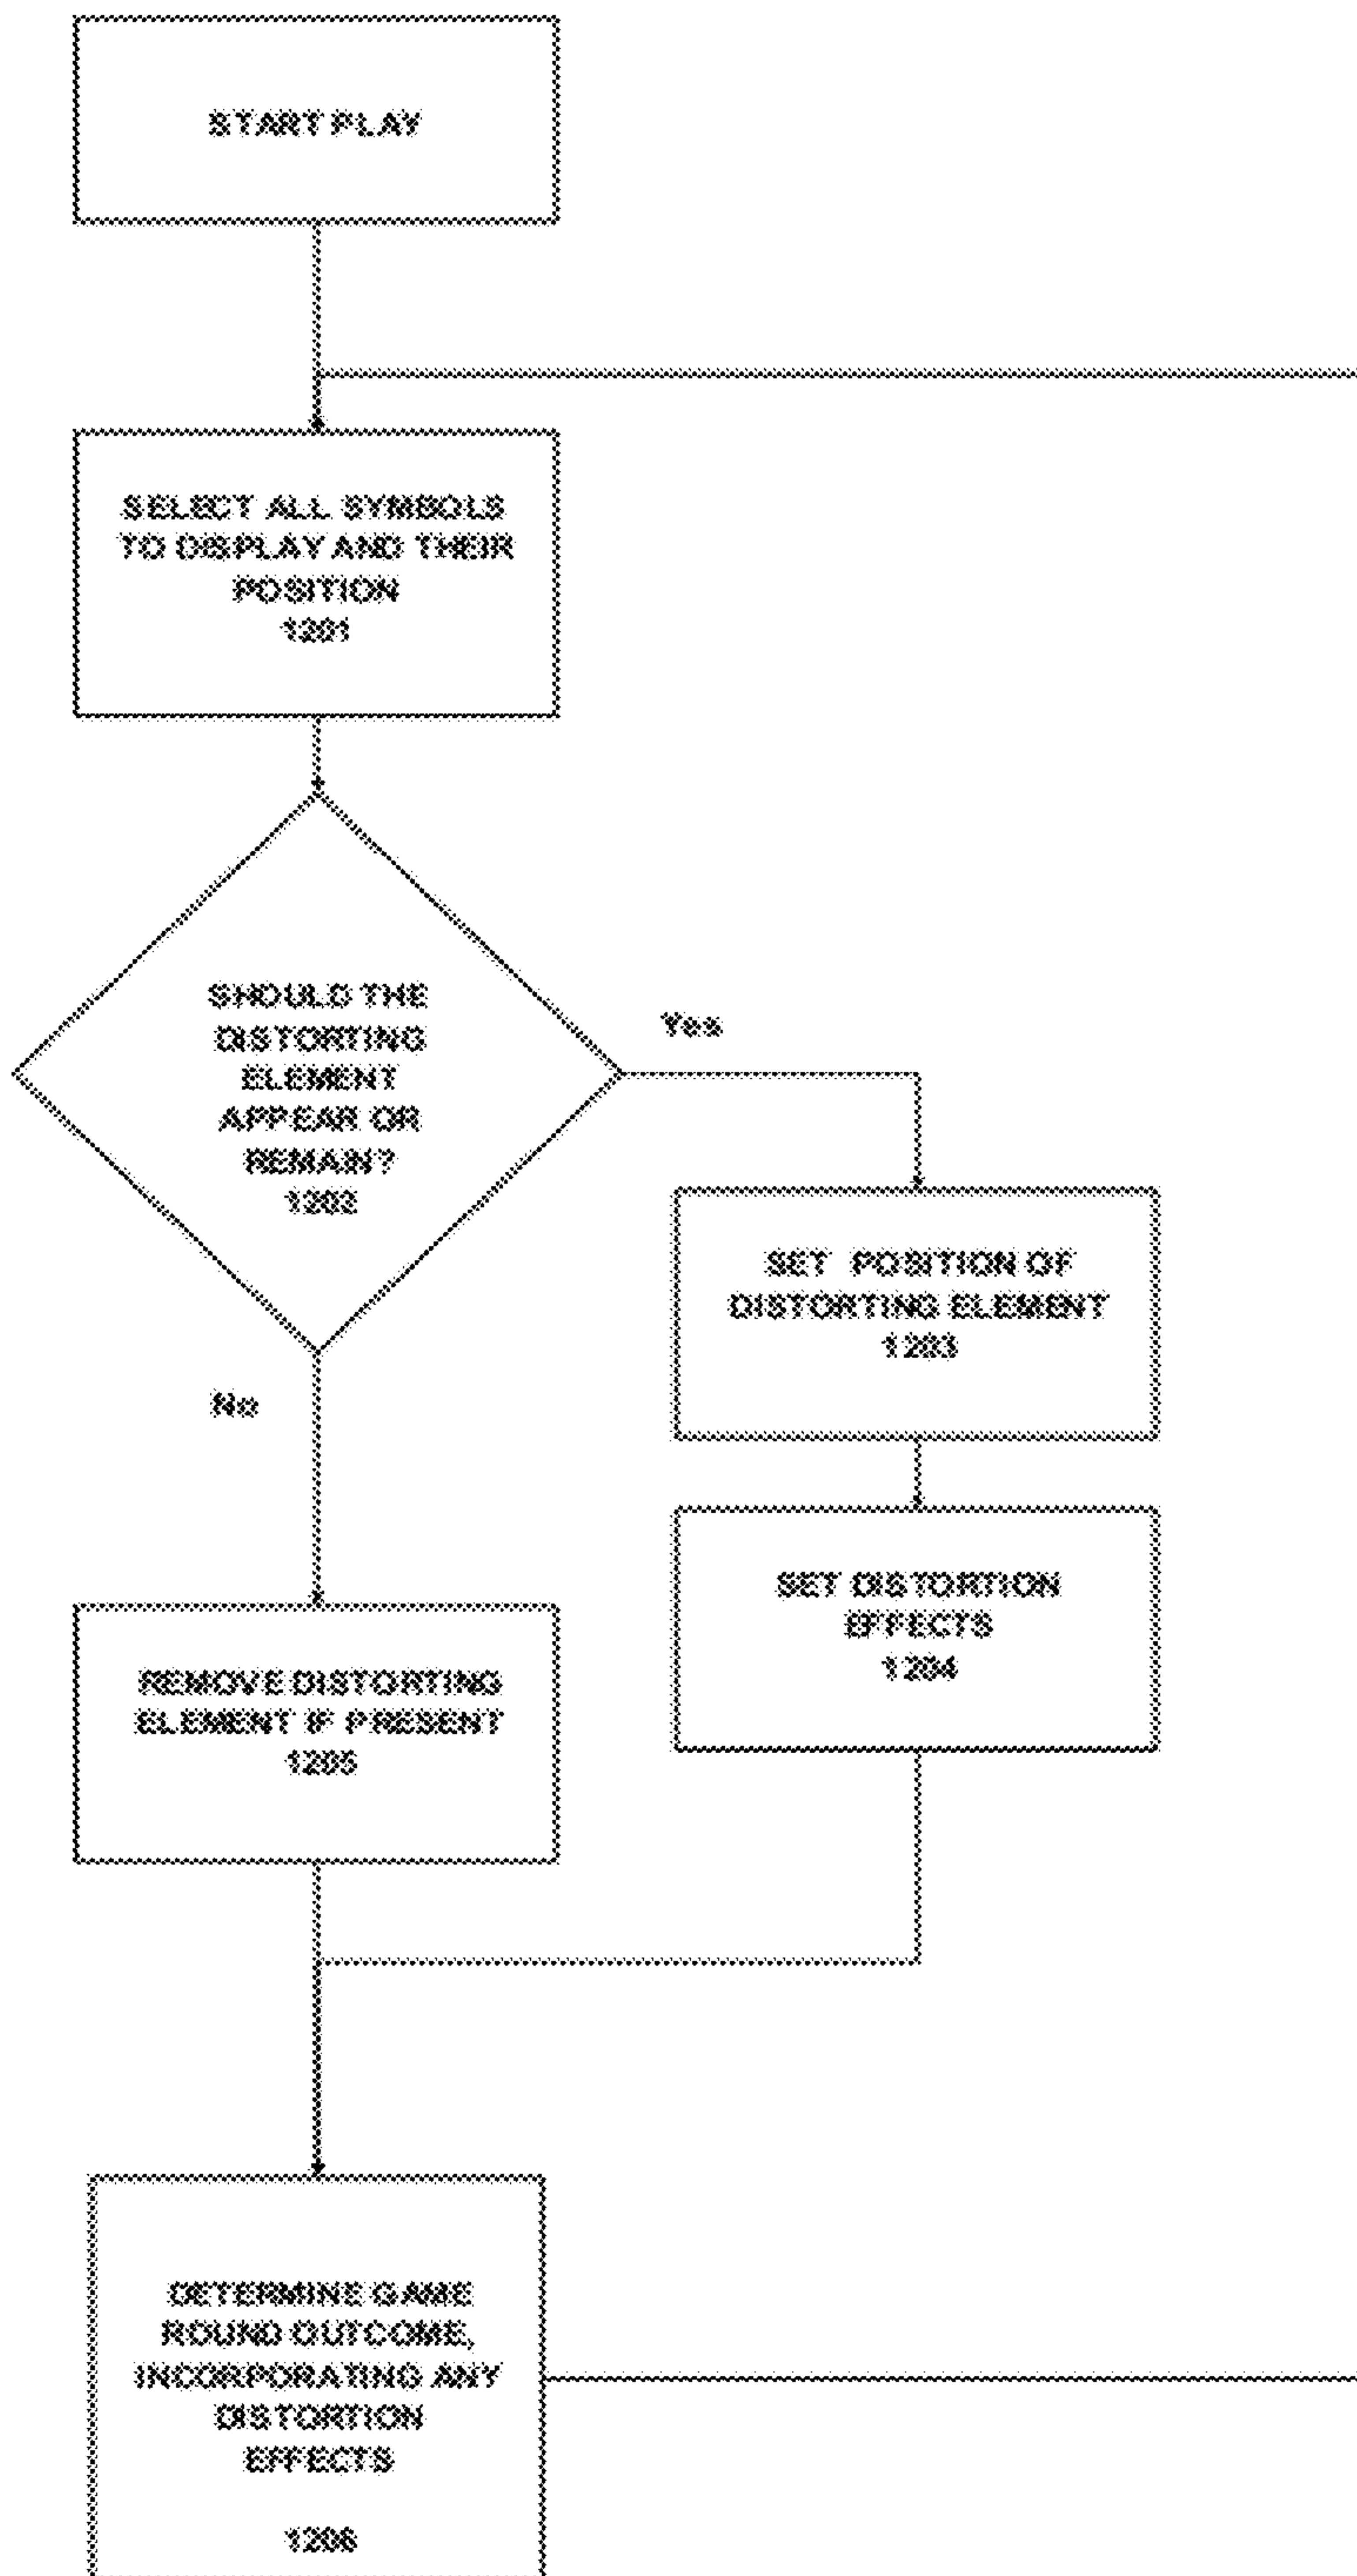 START PLAY
SELECT ALL SYMBOLS
TO DISPLAY AND THEIR
POSITION
1201
SHOULD THE
DISTORTING
ELEMENT
APPEAR OR
REMAIN?
1202
Yes
SET POSITION OF
DISTORTING ELEMENT
1203
No
SET DISTORTION
EFFECTS
1204
REMOVE DISTORTING
ELEMENT IF PRESENT
1205
DETERMINE GAME
ROUND OUTCOME,
INCORPORATING ANY
DISTORTION
EFFECTS
1206